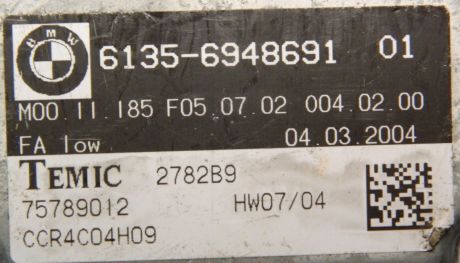 BMW
6135-6948691 01
M00.11.185 F05.07.02 004.02.00
FA low 04.03.2004
TEMIC 2782B9
75789012 HW07/04
CCR4C04H09